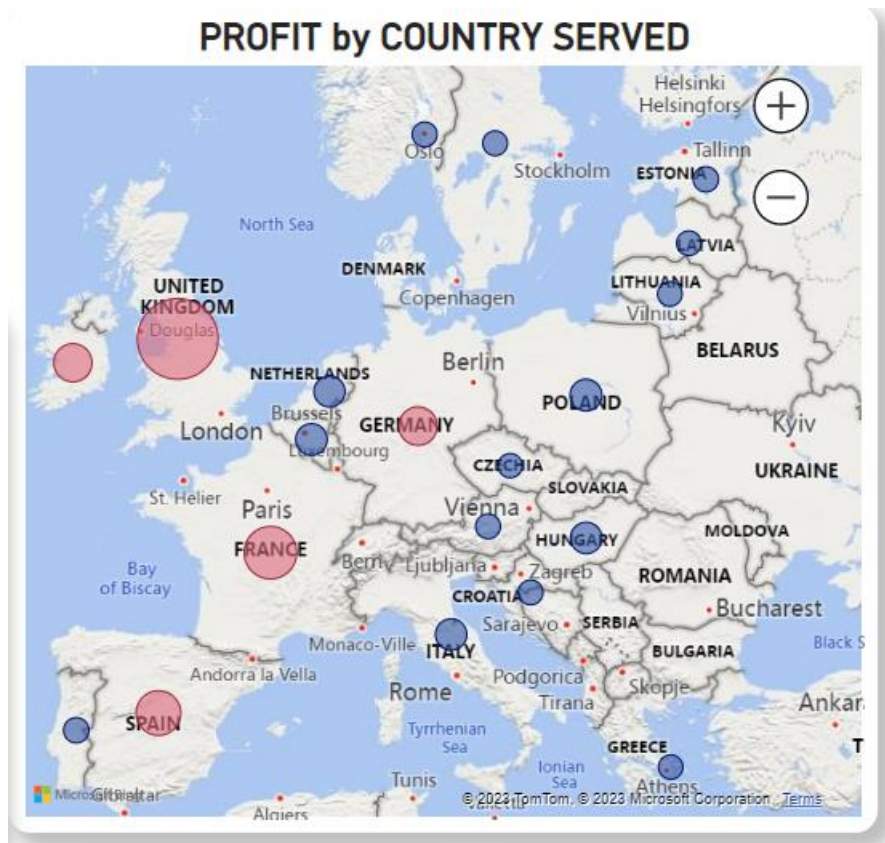 PROFIT by COUNTRY SERVED
Helsinki
Helsingfors
Oslo
Stockholm
Tallinn
ESTONIA
North Sea
LATVIA
DENMARK
LITHUANIA
UNITED
KINGDOM
Copenhagen
Vilnius
Douglas
BELARUS
Berlin
NETHERLANDS
POLAND
Brussels
GERMANY
Kyiv
London
Luxembourg
CZECHIA
UKRAINE
SLOVAKIA
St. Helier
Paris
Vienna
MOLDOVA
HUNGARY
FRANCE
Bern
Ljubljana
Zagreb
Bay
of Biscay
ROMANIA
CROATIA
Bucharest
Sarajevo
SERBIA
Monaco-Ville
ITALY
BULGARIA
Black S
Andorra la Vella
Podgorica
Skopje
Rome
Tirana
Ankar
SPAIN
Tyrrhenian
Sea
GREECE
T
Ionian
Sea
Tunis
Athens
Gibraltar
© 2023 TomTom, © 2023 Microsoft Corporation Terms
Algiers
Valletta